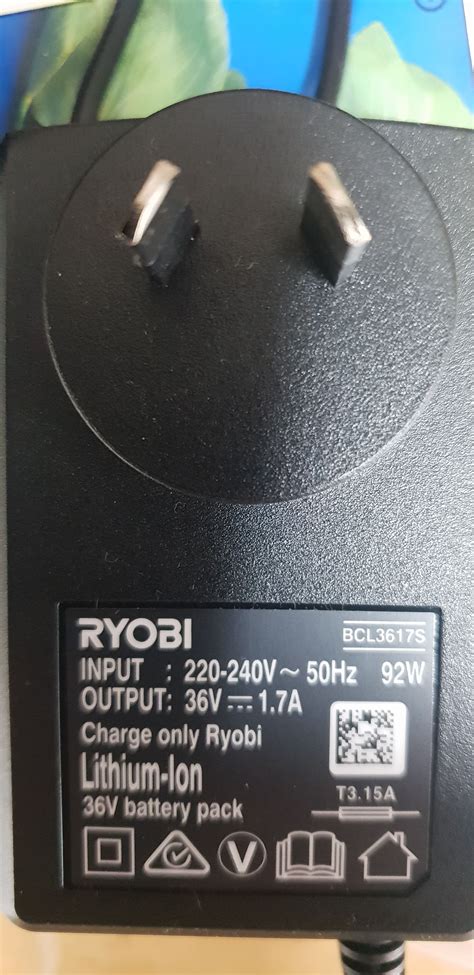 RYOBI
BCL3617S
INPUT : 220-240V ~ 50Hz 92W
OUTPUT: 36V ⎓ 1.7A
Charge only Ryobi
Lithium-Ion
36V battery pack
T3.15A
V